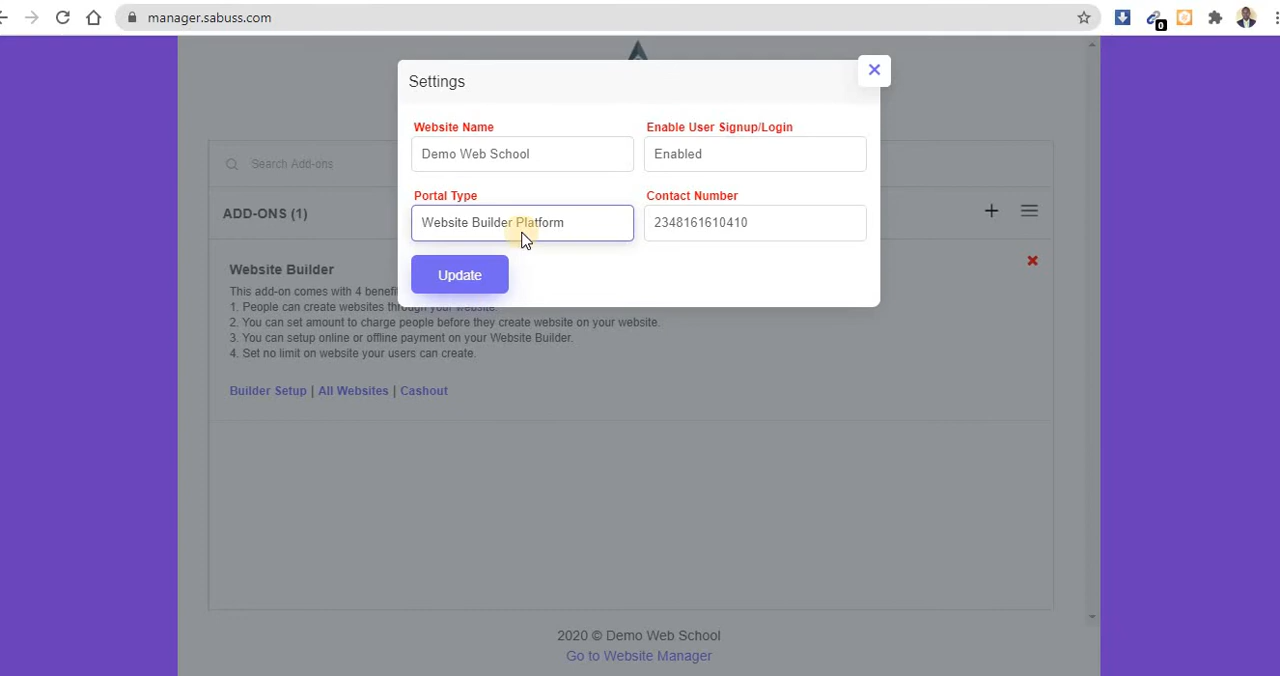 manager.sabuss.com
0
Settings
Website Name
Enable User Signup/Login
Demo Web School
Enabled
Portal Type
Contact Number
Website Builder Platform
2348161610410
Update
Search Add-ons
ADD-ONS (1)
Website Builder
This add-on comes with 4 benefi
1. People can create websites through your website.
2. You can set amount to charge people before they create website on your website.
3. You can setup online or offline payment on your Website Builder.
4. Set no limit on website your users can create.
Builder Setup | All Websites | Cashout
2020 © Demo Web School
Go to Website Manager